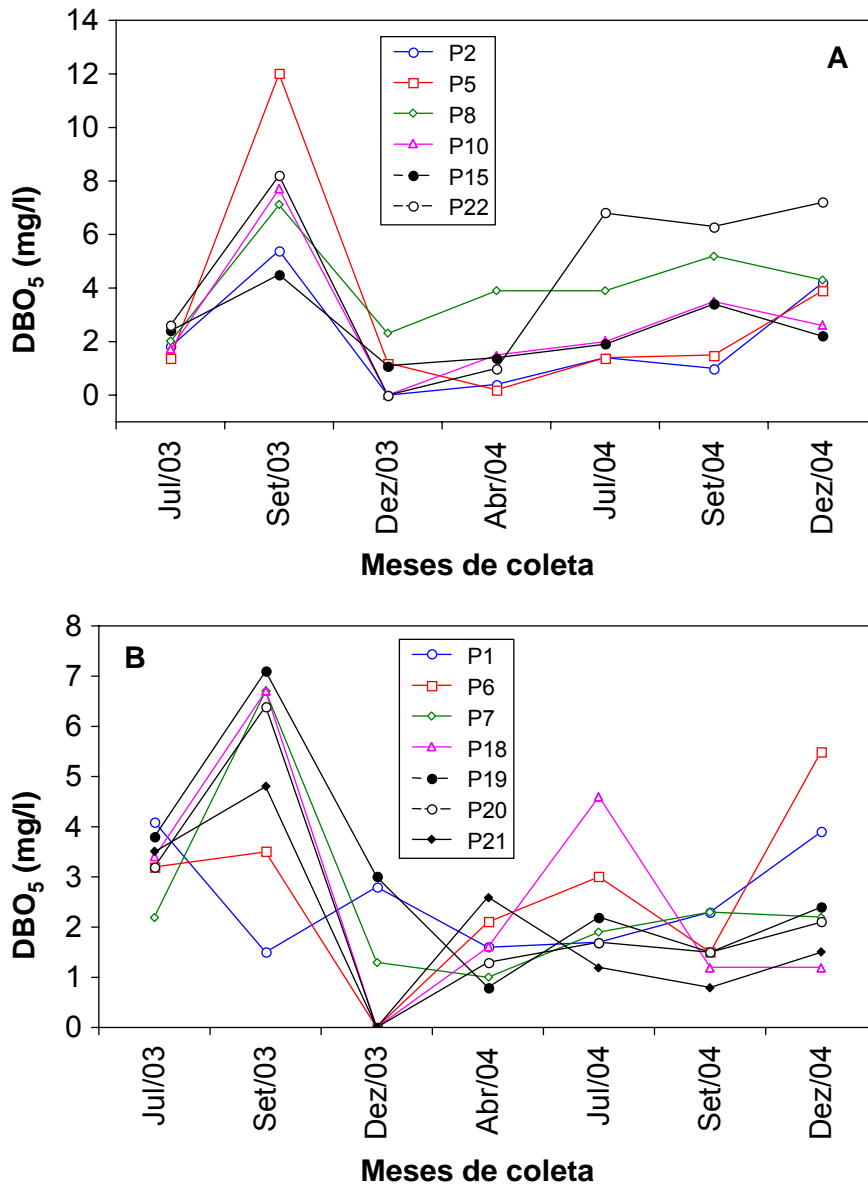 14
12
10
8
6
4
2
0
DBO5 (mg/l)
A
P2
P5
P8
P10
P15
P22
Jul/03
Set/03
Dez/03
Abr/04
Jul/04
Set/04
Dez/04
Meses de coleta
8
7
6
5
4
3
2
1
0
DBO5 (mg/l)
B
P1
P6
P7
P18
P19
P20
P21
Jul/03
Set/03
Dez/03
Abr/04
Jul/04
Set/04
Dez/04
Meses de coleta